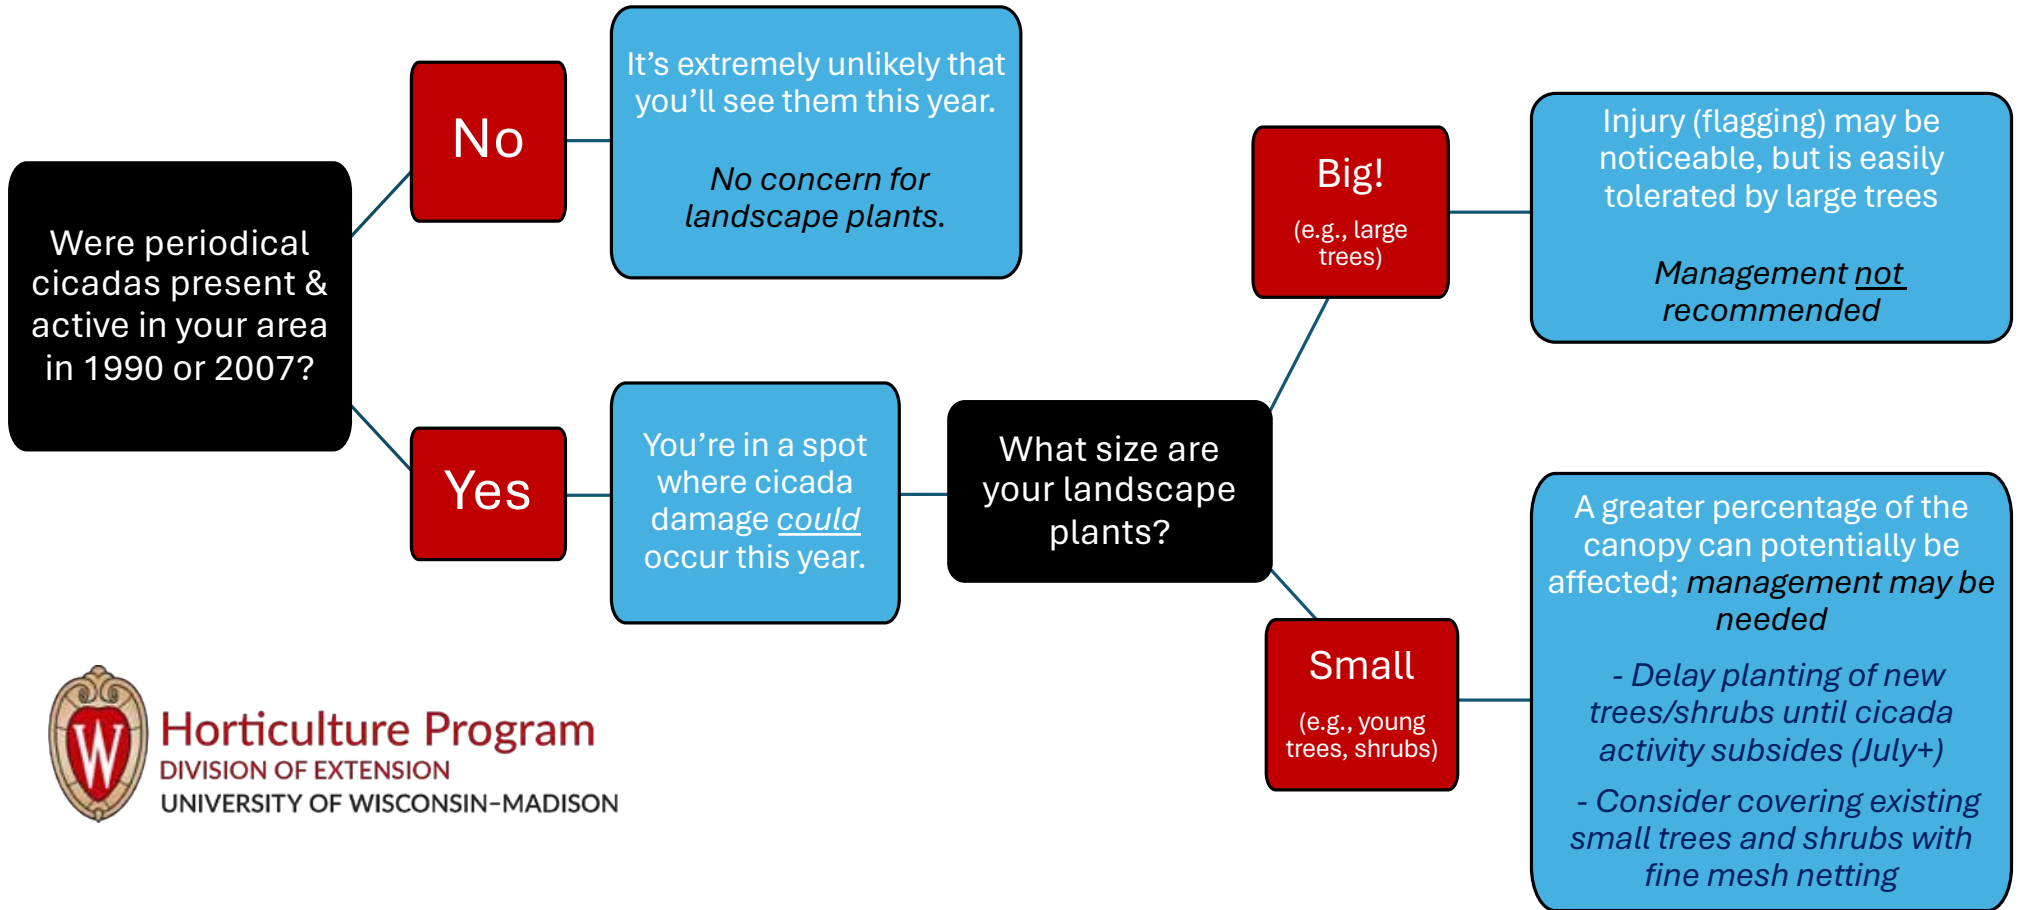 Were periodical
cicadas present &
active in your area
in 1990 or 2007?
No
It’s extremely unlikely that
you’ll see them this year.
No concern for
landscape plants.
Yes
You’re in a spot
where cicada
damage could
occur this year.
What size are
your landscape
plants?
Big!
(e.g., large
trees)
Injury (flagging) may be
noticeable, but is easily
tolerated by large trees
Management not
recommended
Small
(e.g., young
trees, shrubs)
A greater percentage of the
canopy can potentially be
affected; management may be
needed
- Delay planting of new
trees/shrubs until cicada
activity subsides (July+)
- Consider covering existing
small trees and shrubs with
fine mesh netting
W
Horticulture Program
DIVISION OF EXTENSION
UNIVERSITY OF WISCONSIN–MADISON